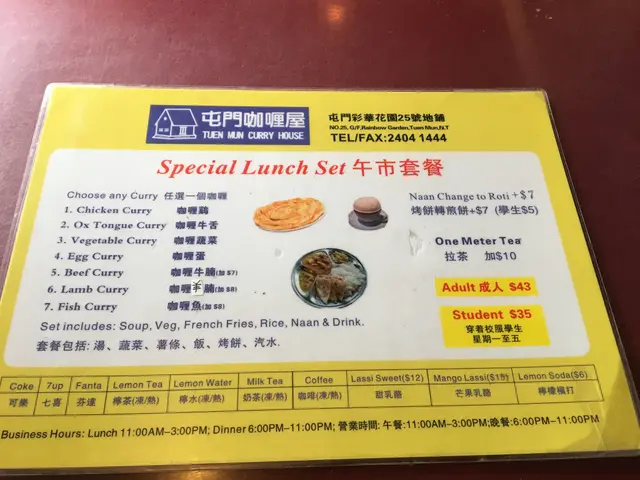 屯門咖喱屋
TUEN MUN CURRY HOUSE
屯門彩華花園25號地鋪
NO.25, G/F,Rainbow Garden,Tuen Mun,N.T
TEL/FAX:2404 1444
Special Lunch Set 午市套餐
Choose any Curry 任選一個咖喱
1. Chicken Curry 咖喱鷄
2. Ox Tongue Curry 咖喱牛舌
3. Vegetable Curry 咖喱蔬菜
4. Egg Curry 咖喱蛋
5. Beef Curry 咖喱牛腩(加$7)
6. Lamb Curry 咖喱羊腩(加$8)
7. Fish Curry 咖喱魚(加$8)
Set includes: Soup, Veg, French Fries, Rice, Naan & Drink.
套餐包括: 湯、蔬菜、薯條、飯、烤餅、汽水.
Naan Change to Roti +$7
烤餅轉煎餅+$7 (學生$5)
One Meter Tea
拉茶 加$10
Adult 成人 $43
Student $35
穿着校服學生
星期一至五
Coke 7up Fanta Lemon Tea Lemon Water Milk Tea Coffee Lassi Sweet($12) Mango Lassi($18) Lemon Soda($6)
可樂 七喜 芬達 檸茶(凍/熱) 檸水(凍/熱) 奶茶(凍/熱) 咖啡(凍/熱) 甜乳酪 芒果乳酪 檸檬梳打
Business Hours: Lunch 11:00AM–3:00PM; Dinner 6:00PM–11:00PM; 營業時間: 午餐:11:00AM–3:00PM;晚餐:6:00PM–11:00PM